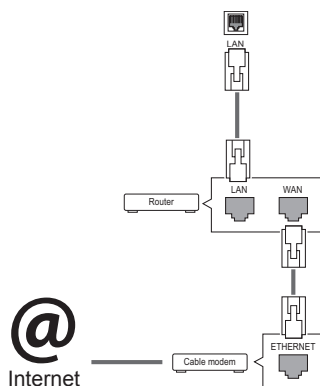 LAN
LAN
WAN
Router
ETHERNET
@
Cable modem
Internet